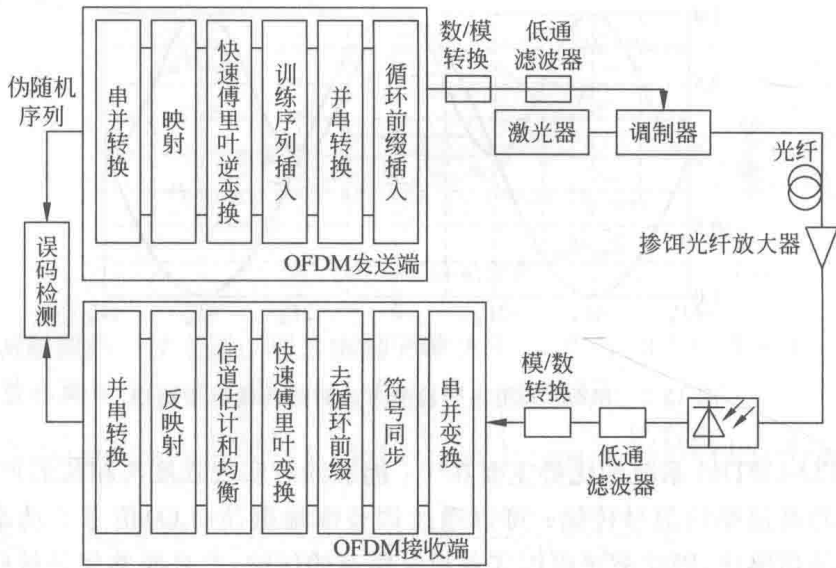 伪随机
序列
串并转换
映射
快速傅里
叶逆变换
训练序列插入
并串转换
循环前缀插入
OFDM发送端
数/模
转换
低通
滤波器
激光器
调制器
光纤
掺饵光纤放大器
误码检测
并串转换
反映射
信道估计和均衡
快速傅里叶变换
去循环前缀
符号同步
串并变换
OFDM接收端
模/数
转换
低通
滤波器